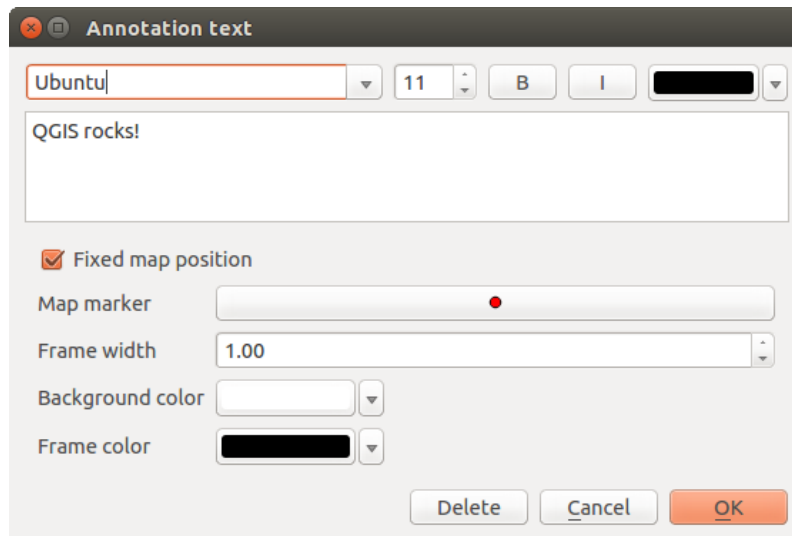 Annotation text
Ubuntu 11 B I
QGIS rocks!
Fixed map position
Map marker
Frame width 1.00
Background color
Frame color
Delete Cancel OK